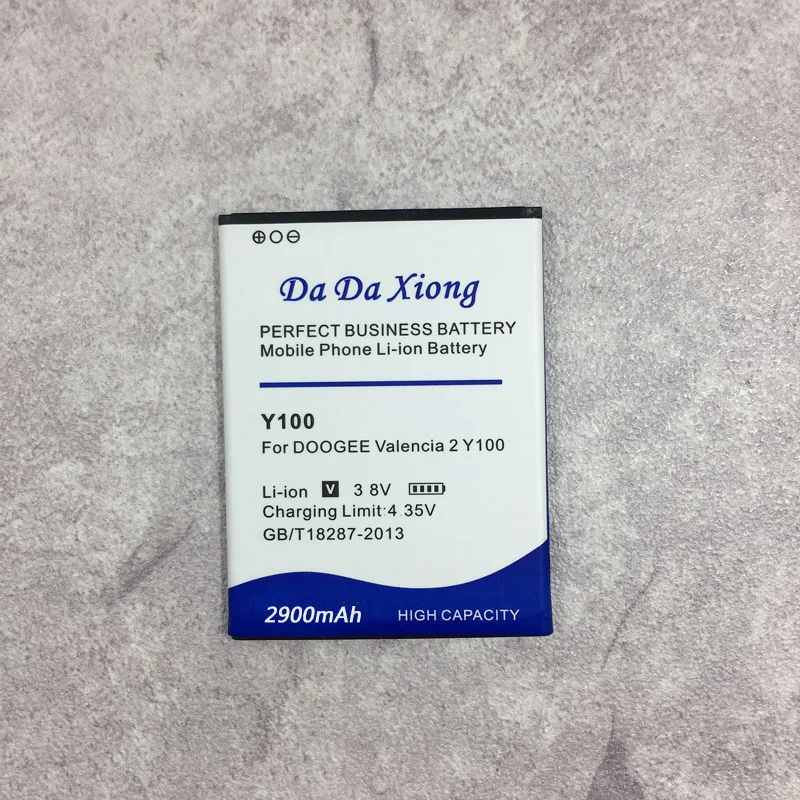 Da Da Xiong
PERFECT BUSINESS BATTERY
Mobile Phone Li-ion Battery
Y100
For DOOGEE Valencia 2 Y100
Li-ion V 3 8V
Charging Limit:4 35V
GB/T18287-2013
2900mAh HIGH CAPACITY